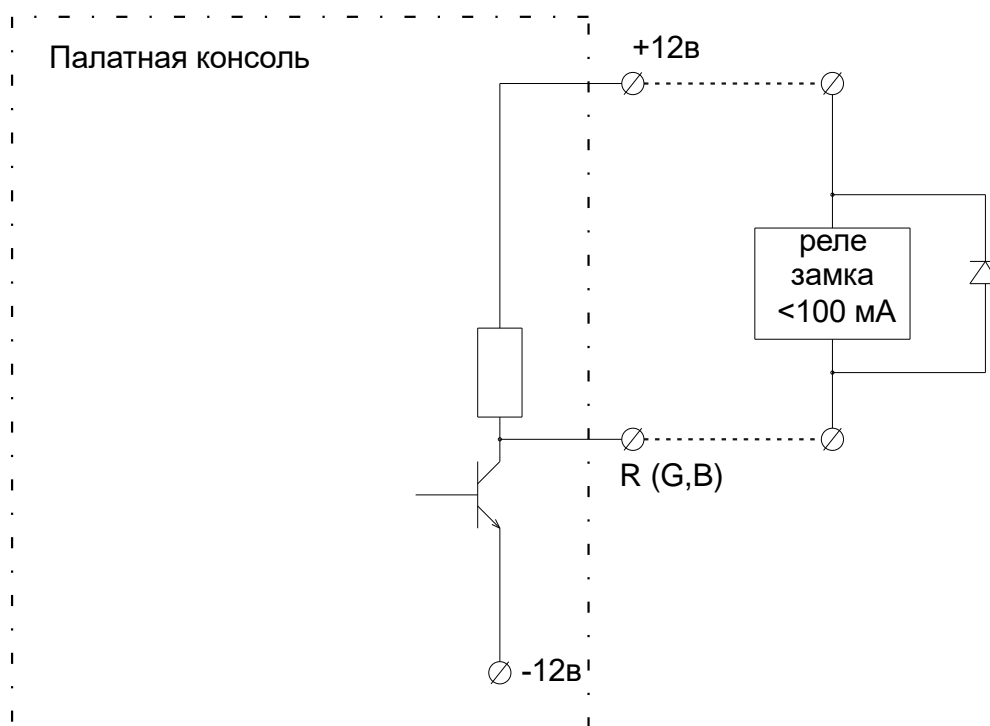 Палатная консоль
+12в
реле
замка
<100 мА
R (G,B)
-12в